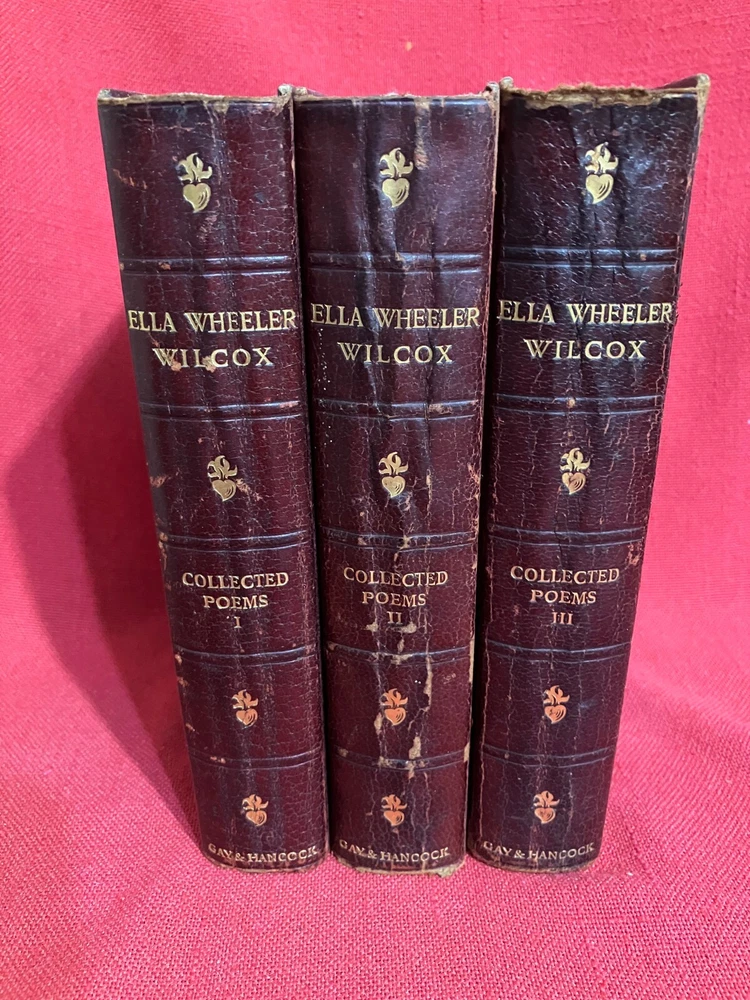 ELLA WHEELER
WILCOX
COLLECTED
POEMS
I
GAY & HANCOCK
ELLA WHEELER
WILCOX
COLLECTED
POEMS
II
GAY & HANCOCK
ELLA WHEELER
WILCOX
COLLECTED
POEMS
III
GAY & HANCOCK